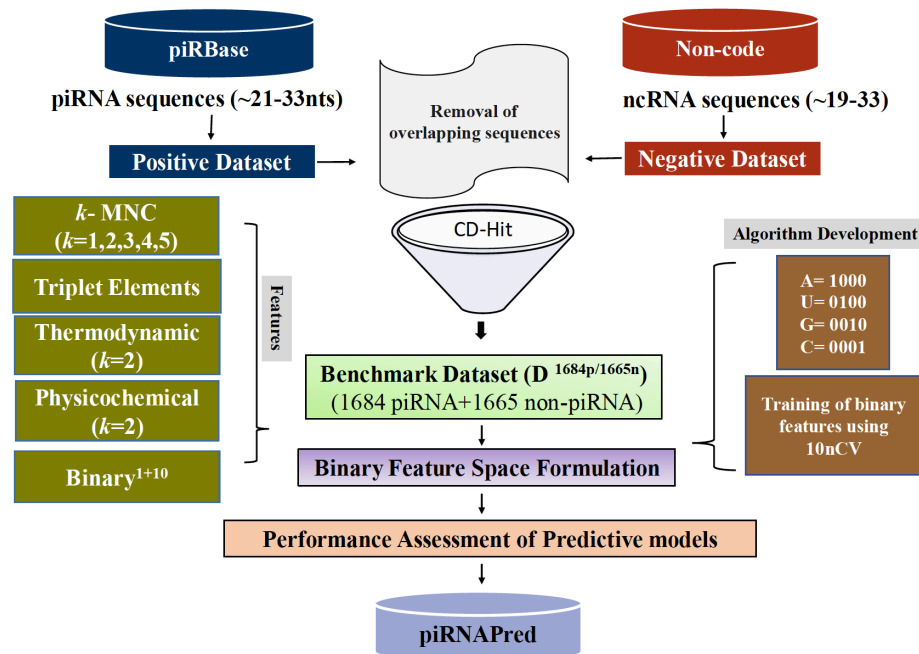 piRBase
Non-code
piRNA sequences (~21-33nts)
ncRNA sequences (~19-33)
Removal of
overlapping sequences
Positive Dataset
Negative Dataset
k- MNC
(k=1,2,3,4,5)
Triplet Elements
Thermodynamic
(k=2)
Physicochemical
(k=2)
Binary1+10
Features
CD-Hit
Algorithm Development
A= 1000
U= 0100
G= 0010
C= 0001
Training of binary
features using
10nCV
Benchmark Dataset (D 1684p/1665n)
(1684 piRNA+1665 non-piRNA)
Binary Feature Space Formulation
Performance Assessment of Predictive models
piRNAPred